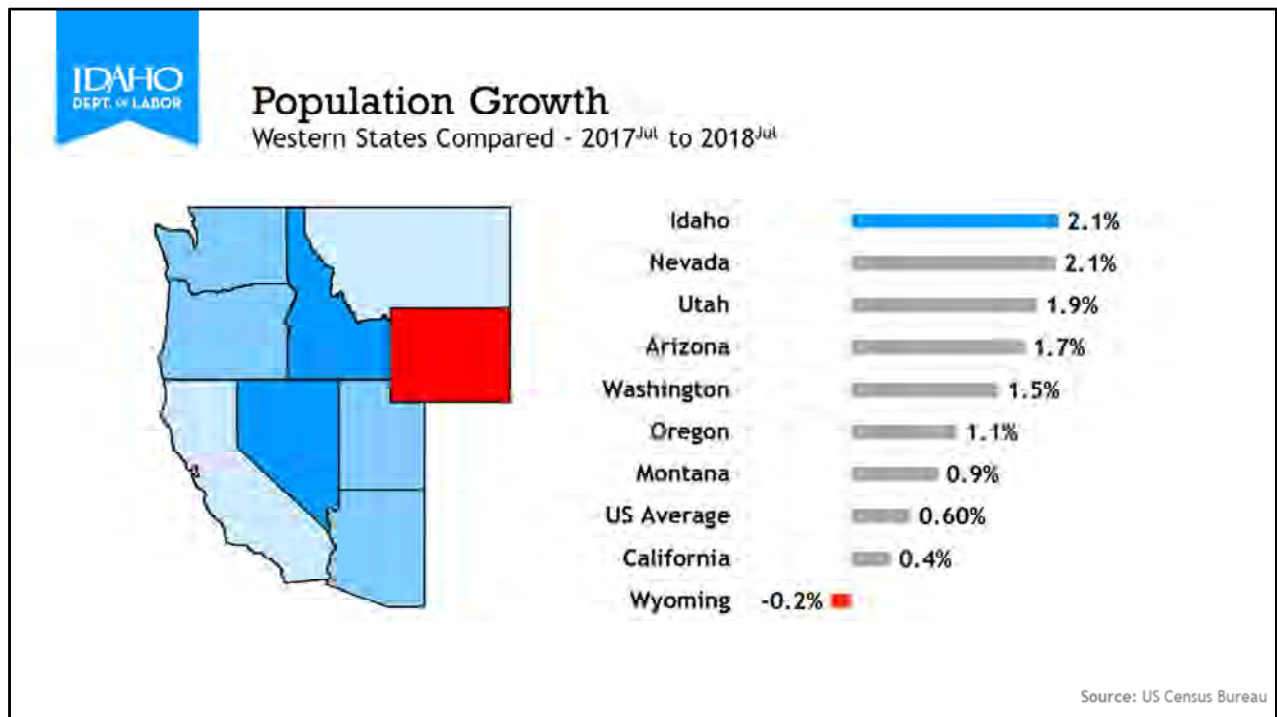 IDAHO
DEPT. OF LABOR
Population Growth
Western States Compared - 2017Jul to 2018Jul
Idaho 2.1%
Nevada 2.1%
Utah 1.9%
Arizona 1.7%
Washington 1.5%
Oregon 1.1%
Montana 0.9%
US Average 0.60%
California 0.4%
Wyoming -0.2%
Source: US Census Bureau